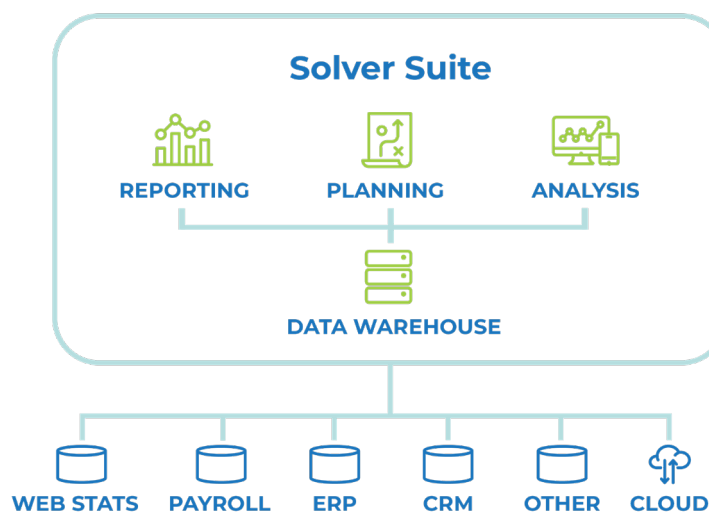 Solver Suite
REPORTING
PLANNING
ANALYSIS
DATA WAREHOUSE
WEB STATS
PAYROLL
ERP
CRM
OTHER
CLOUD